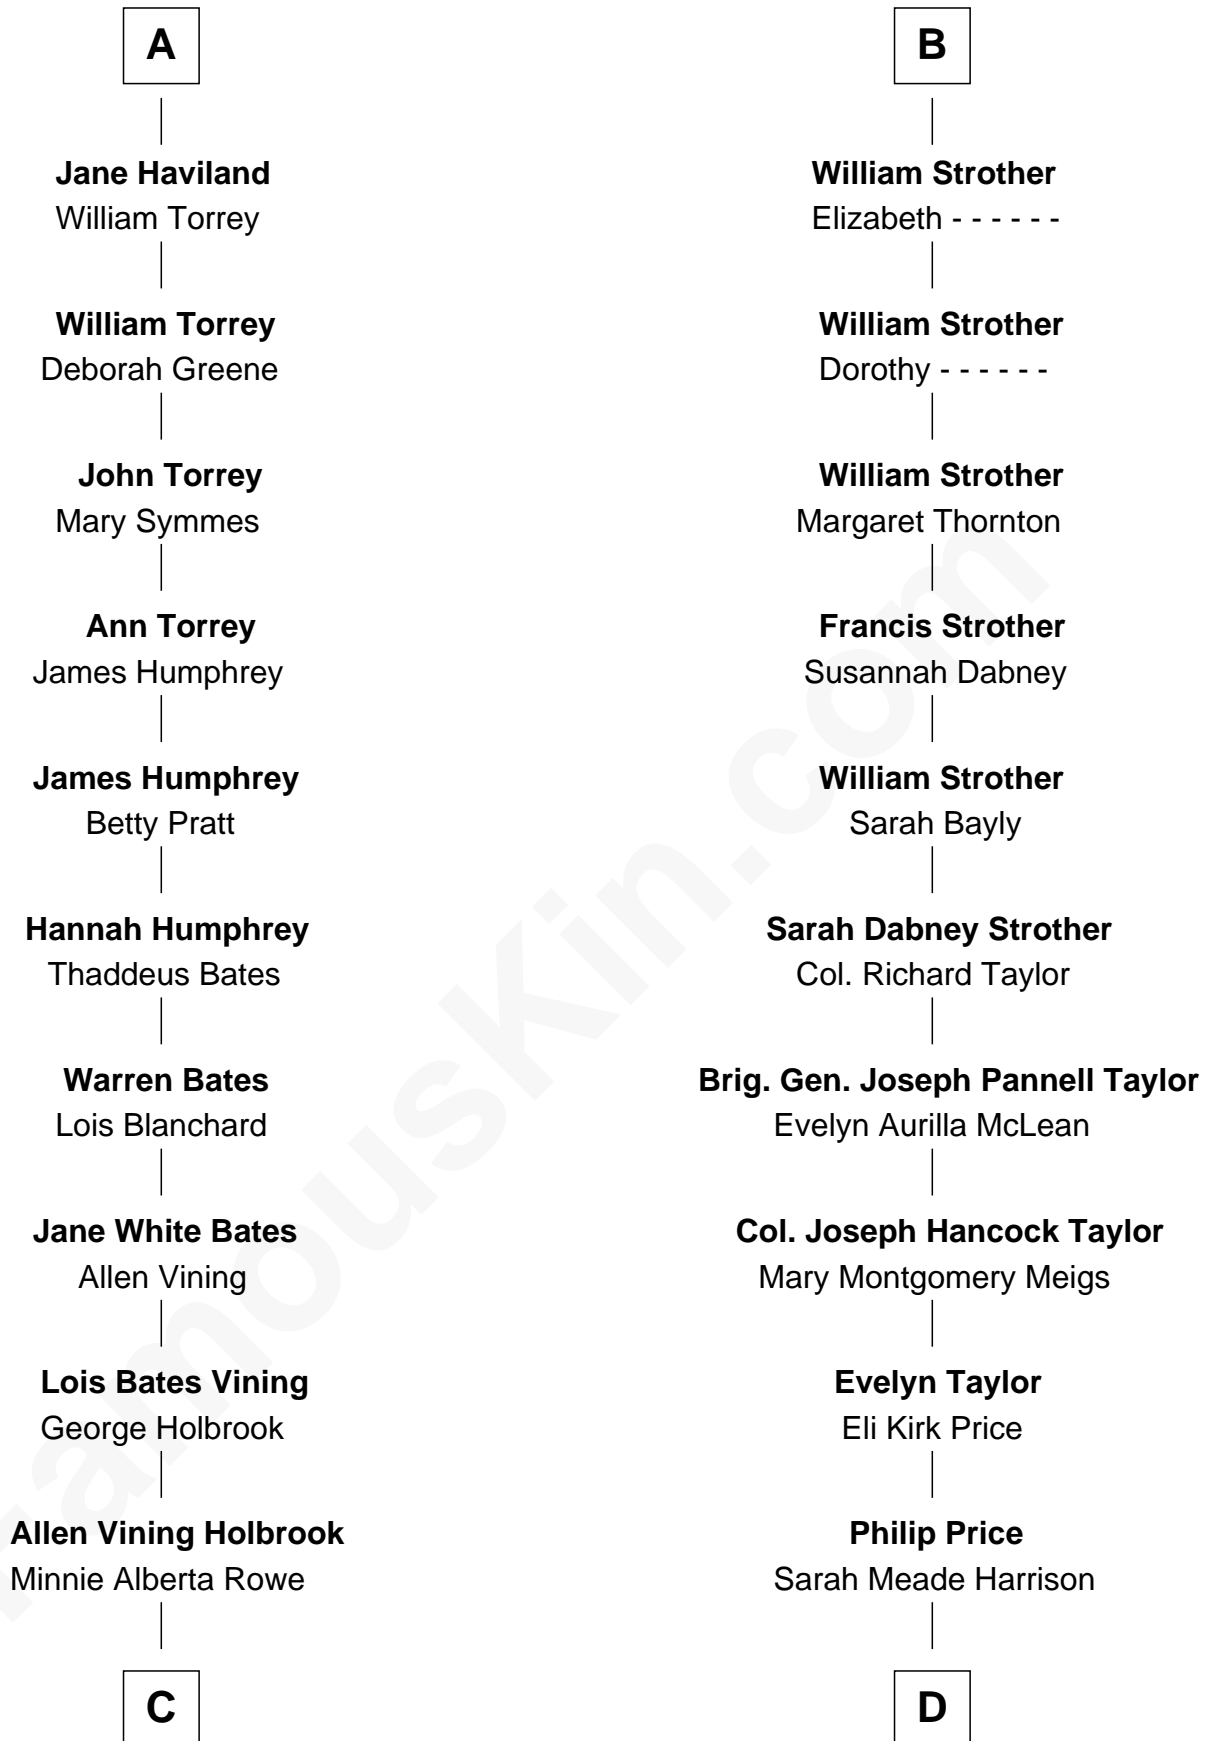 A
Jane Haviland
William Torrey
William Torrey
Deborah Greene
John Torrey
Mary Symmes
Ann Torrey
James Humphrey
James Humphrey
Betty Pratt
Hannah Humphrey
Thaddeus Bates
Warren Bates
Lois Blanchard
Jane White Bates
Allen Vining
Lois Bates Vining
George Holbrook
Allen Vining Holbrook
Minnie Alberta Rowe
C
B
William Strother
Elizabeth - - - - - -
William Strother
Dorothy - - - - - -
William Strother
Margaret Thornton
Francis Strother
Susannah Dabney
William Strother
Sarah Bayly
Sarah Dabney Strother
Col. Richard Taylor
Brig. Gen. Joseph Pannell Taylor
Evelyn Aurilla McLean
Col. Joseph Hancock Taylor
Mary Montgomery Meigs
Evelyn Taylor
Eli Kirk Price
Philip Price
Sarah Meade Harrison
D
FamousKin.com